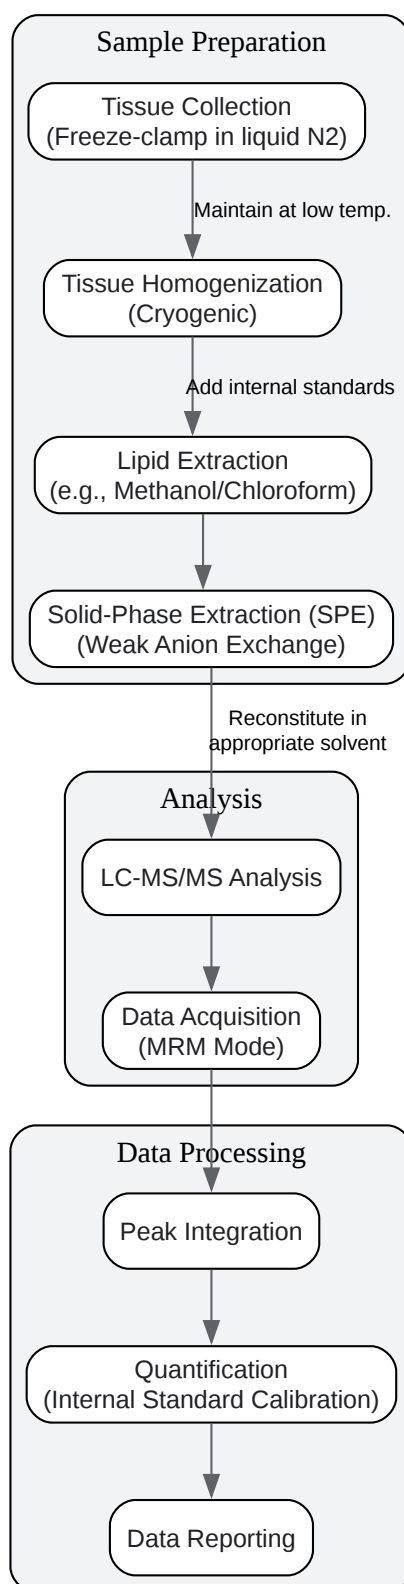 Sample Preparation
Tissue Collection
(Freeze-clamp in liquid N2)
Maintain at low temp.
Tissue Homogenization
(Cryogenic)
Add internal standards
Lipid Extraction
(e.g., Methanol/Chloroform)
Solid-Phase Extraction (SPE)
(Weak Anion Exchange)
Reconstitute in
appropriate solvent
Analysis
LC-MS/MS Analysis
Data Acquisition
(MRM Mode)
Data Processing
Peak Integration
Quantification
(Internal Standard Calibration)
Data Reporting